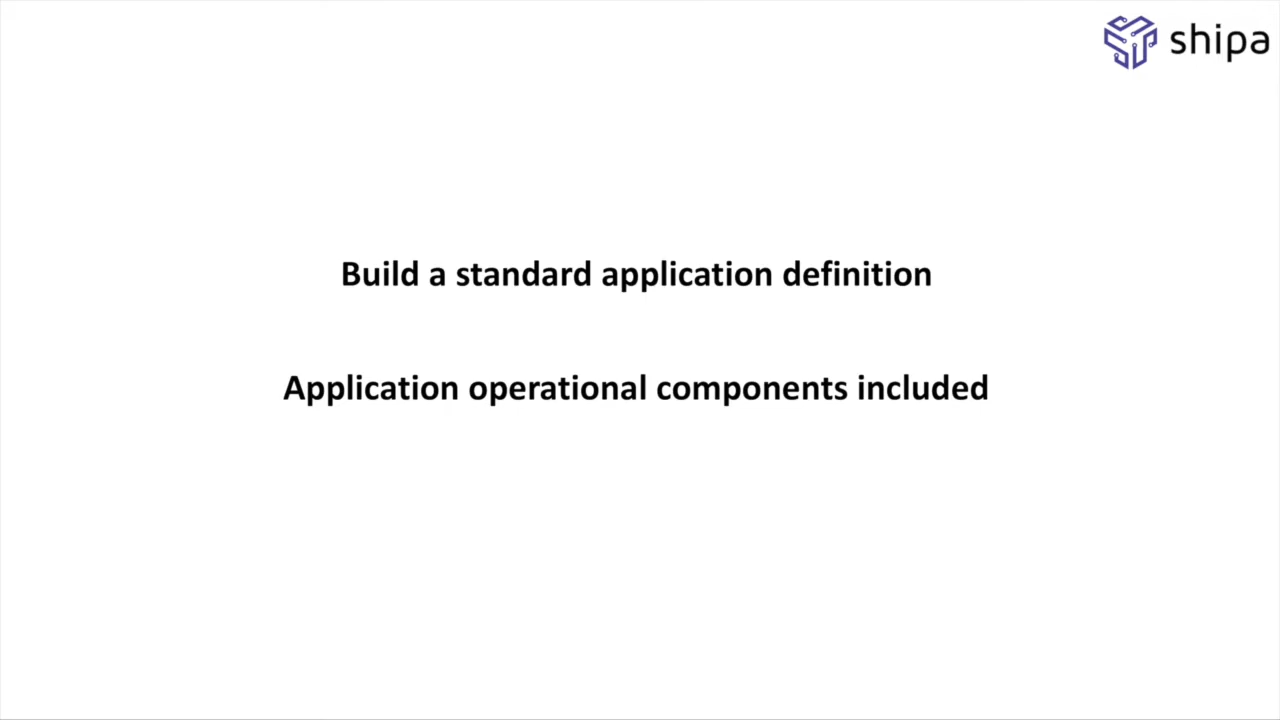 shipa
Build a standard application definition
Application operational components included